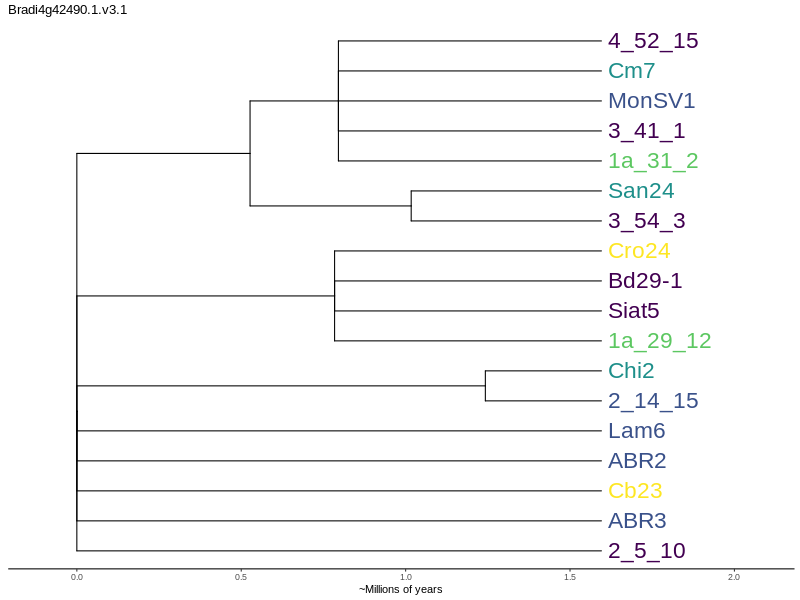 Bradi4g42490.1.v3.1
4_52_15
Cm7
MonSV1
3_41_1
1a_31_2
San24
3_54_3
Cro24
Bd29-1
Siat5
1a_29_12
Chi2
2_14_15
Lam6
ABR2
Cb23
ABR3
2_5_10
0.0 0.5 1.0 1.5 2.0
~Millions of years